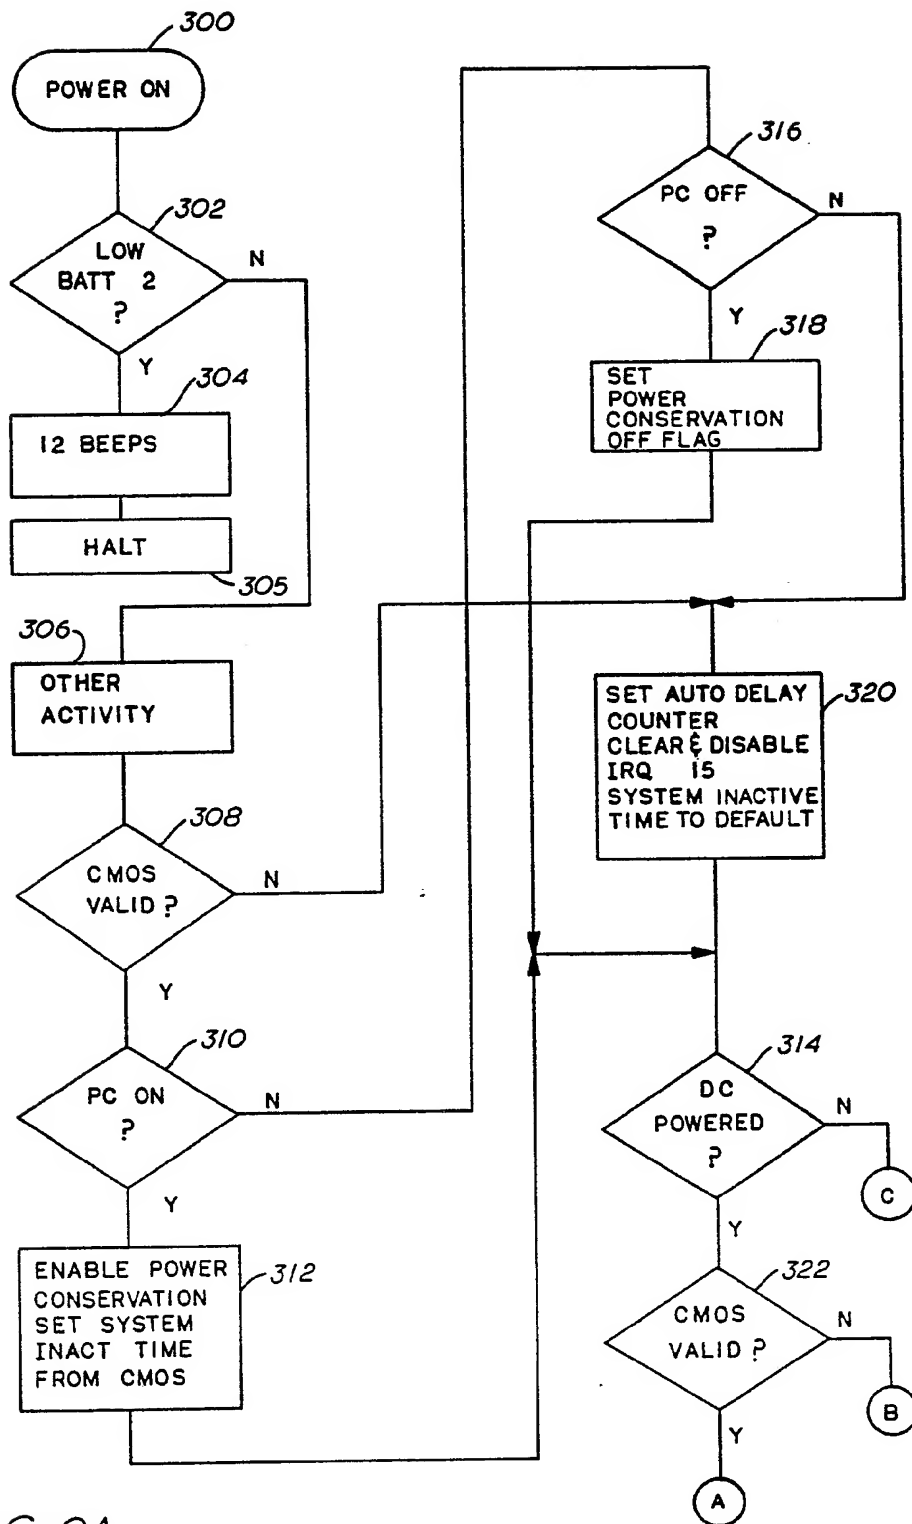 300
POWER ON
302
LOW
BATT 2
?
N
Y
304
12 BEEPS
HALT
305
306
OTHER
ACTIVITY
308
CMOS
VALID ?
N
Y
310
PC ON
?
N
Y
312
ENABLE POWER
CONSERVATION
SET SYSTEM
INACT TIME
FROM CMOS
316
PC OFF
?
N
Y
318
SET
POWER
CONSERVATION
OFF FLAG
320
SET AUTO DELAY
COUNTER
CLEAR & DISABLE
IRQ 15
SYSTEM INACTIVE
TIME TO DEFAULT
314
DC
POWERED
?
N
C
Y
322
CMOS
VALID ?
N
B
Y
A